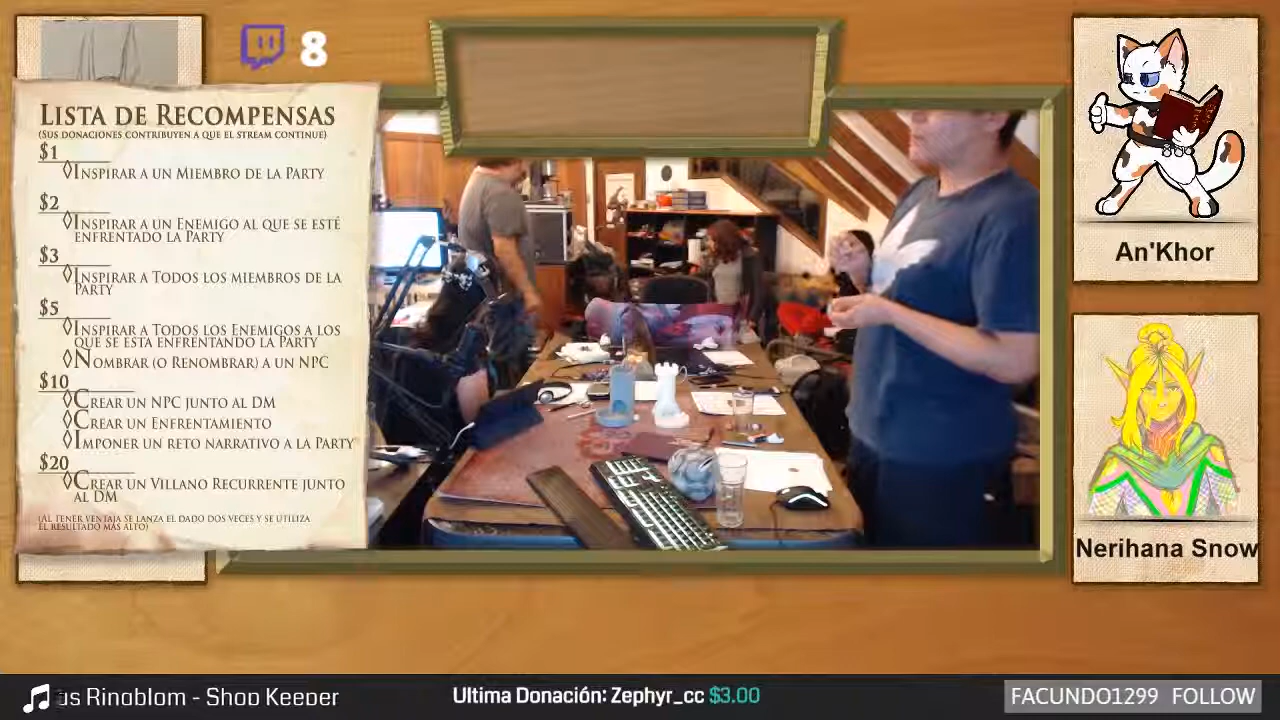 8
LISTA DE RECOMPENSAS
(SUS DONACIONES CONTRIBUYEN A QUE EL STREAM CONTINUE)
$1
◊INSPIRAR A UN MIEMBRO DE LA PARTY
$2
◊INSPIRAR A UN ENEMIGO AL QUE SE ESTÉ
ENFRENTADO LA PARTY
$3
◊INSPIRAR A TODOS LOS MIEMBROS DE LA
PARTY
$5
◊INSPIRAR A TODOS LOS ENEMIGOS A LOS
QUE SE ESTA ENFRENTANDO LA PARTY
◊NOMBRAR (O RENOMBRAR) A UN NPC
$10
◊CREAR UN NPC JUNTO AL DM
◊CREAR UN ENFRENTAMIENTO
◊IMPONER UN RETO NARRATIVO A LA PARTY
$20
◊CREAR UN VILLANO RECURRENTE JUNTO
AL DM
(AL TENER VENTAJA SE LANZA EL DADO DOS VECES Y SE UTILIZA
EL RESULTADO MÁS ALTO)
An'Khor
Nerihana Snow
us Ringblom - Shop Keeper
Ultima Donación: Zephyr_cc $3.00
FACUNDO1299 FOLLOW